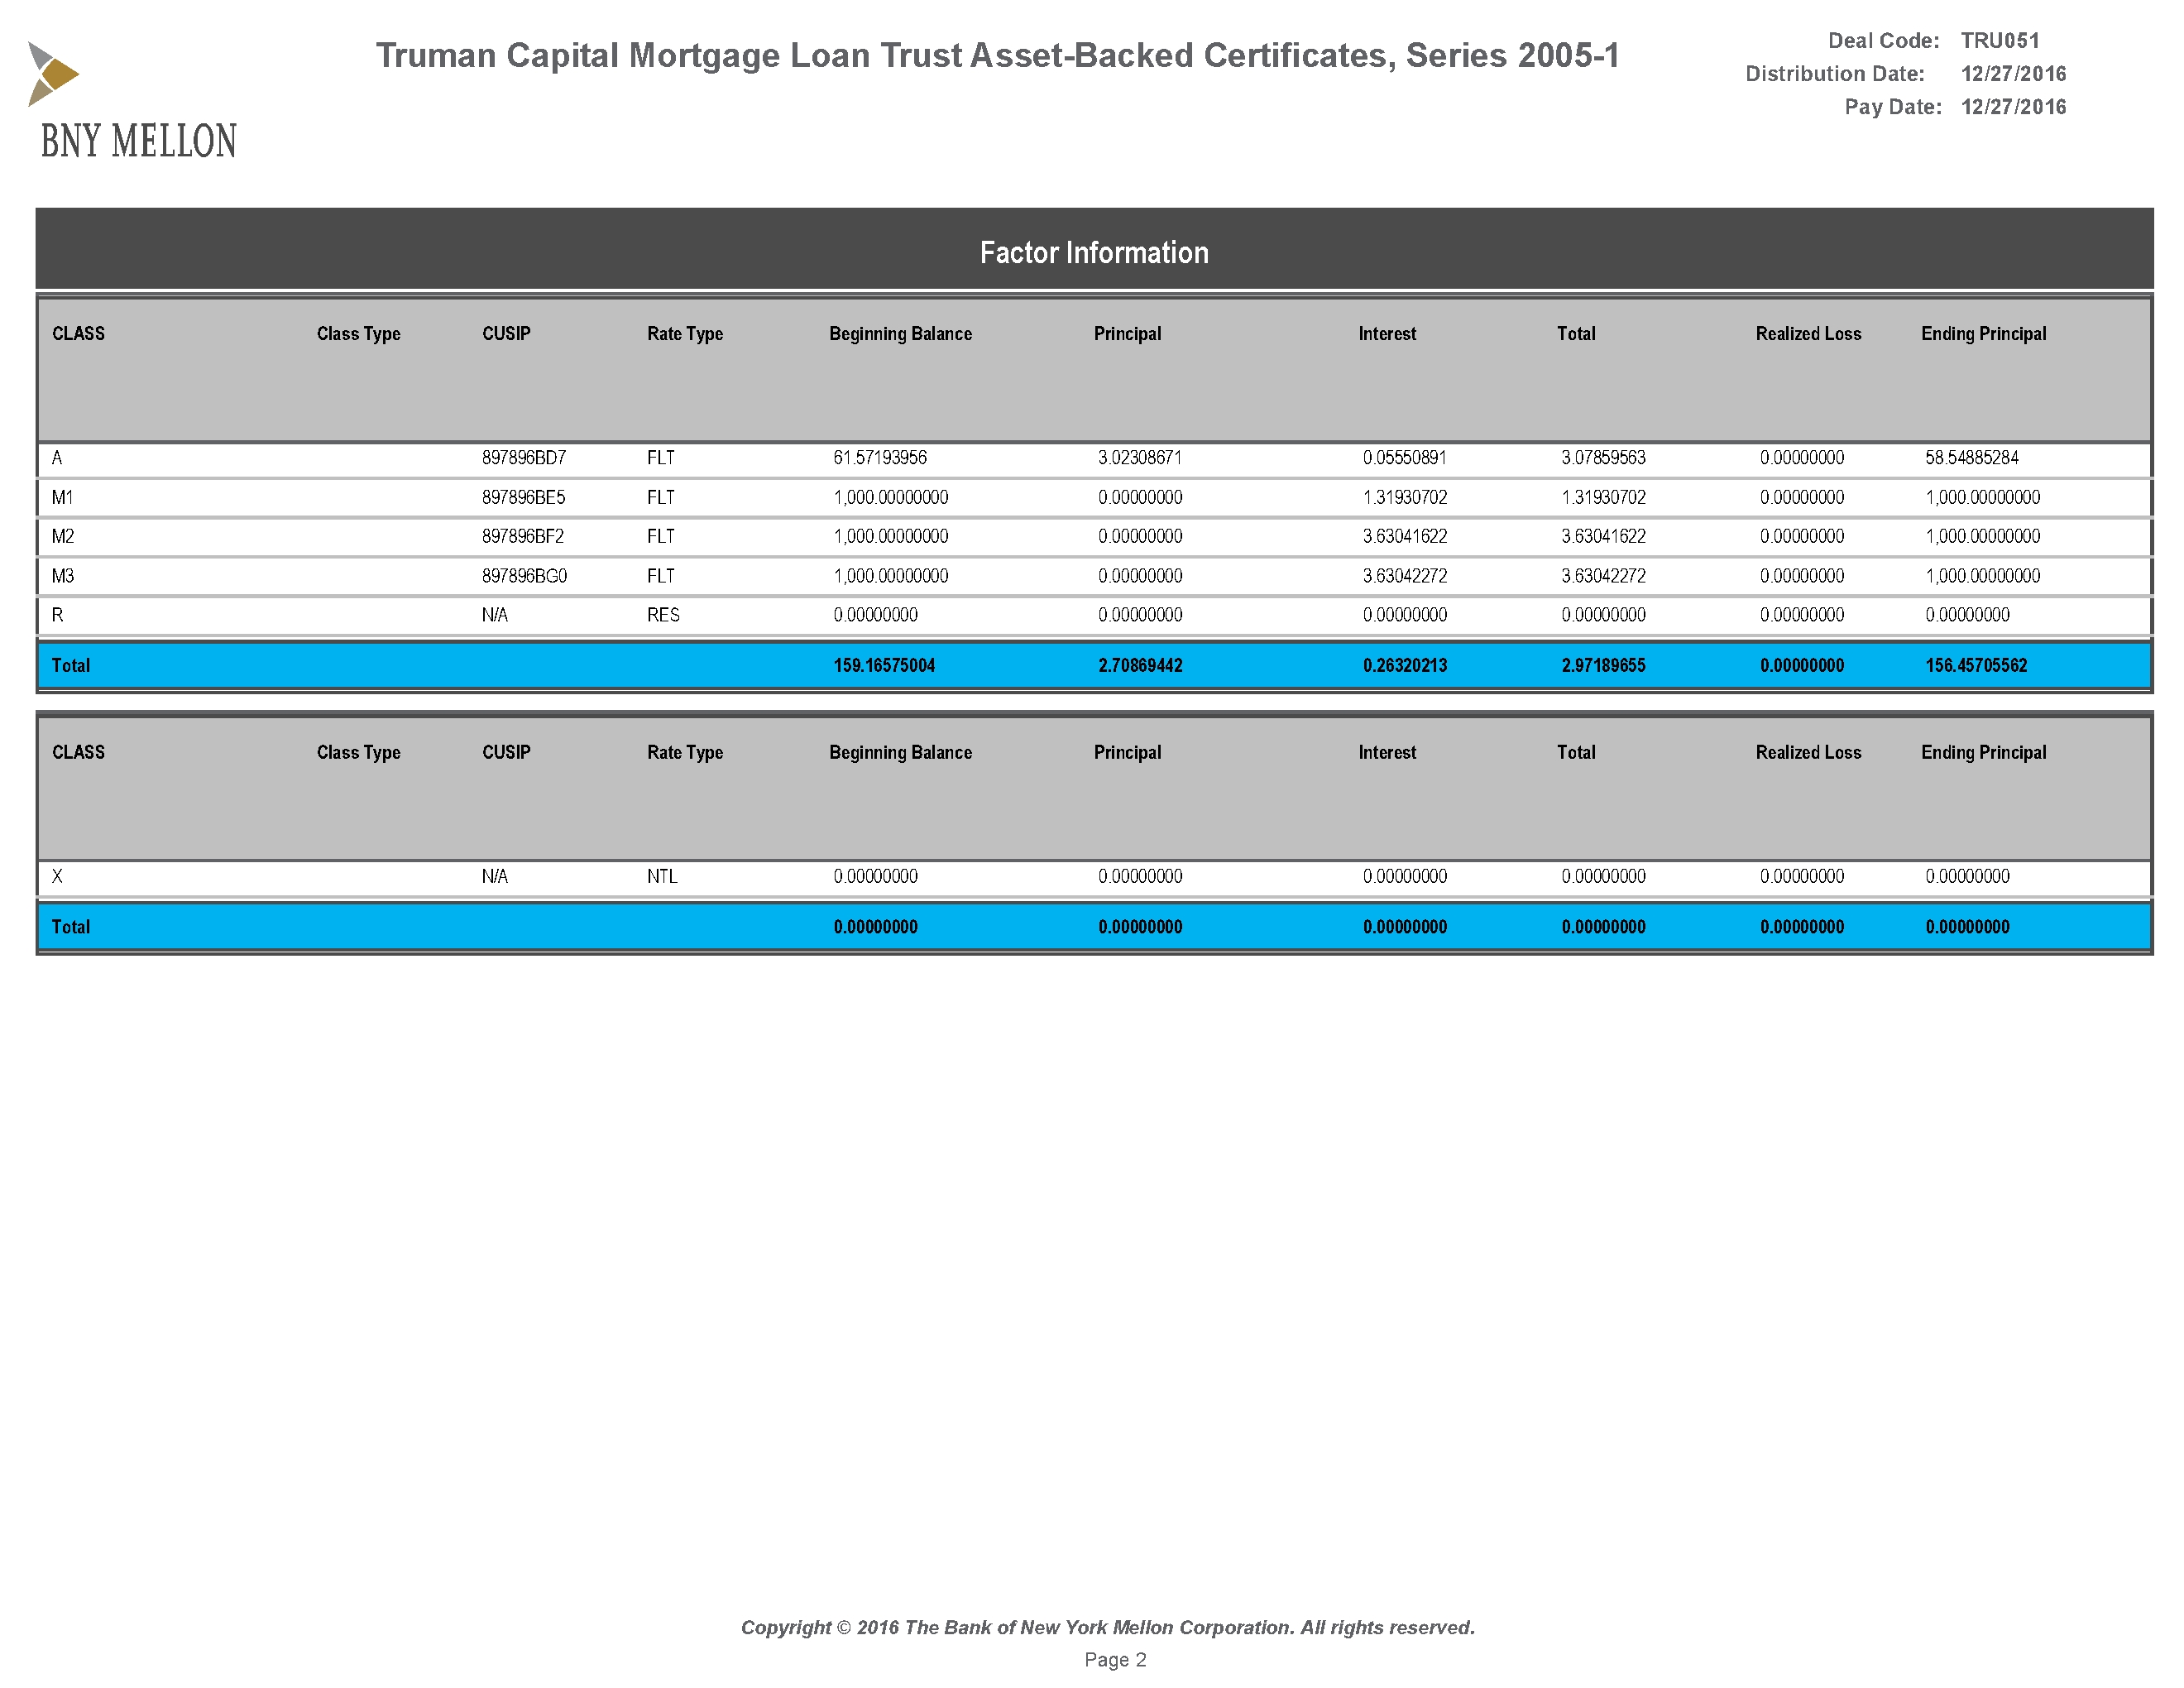 Truman Capital Mortgage Loan Trust Asset-Backed Certificates, Series 2005-1
Deal Code: TRU051
Distribution Date: 12/27/2016
Pay Date: 12/27/2016
BNY MELLON
Factor Information
CLASS Class Type CUSIP Rate Type Beginning Balance Principal Interest Total Realized Loss Ending Principal
A 897896BD7 FLT 61.57193956 3.02308671 0.05550891 3.07859563 0.00000000 58.54885284
M1 897896BE5 FLT 1,000.00000000 0.00000000 1.31930702 1.31930702 0.00000000 1,000.00000000
M2 897896BF2 FLT 1,000.00000000 0.00000000 3.63041622 3.63041622 0.00000000 1,000.00000000
M3 897896BG0 FLT 1,000.00000000 0.00000000 3.63042272 3.63042272 0.00000000 1,000.00000000
R N/A RES 0.00000000 0.00000000 0.00000000 0.00000000 0.00000000 0.00000000
Total 159.16575004 2.70869442 0.26320213 2.97189655 0.00000000 156.45705562
CLASS Class Type CUSIP Rate Type Beginning Balance Principal Interest Total Realized Loss Ending Principal
X N/A NTL 0.00000000 0.00000000 0.00000000 0.00000000 0.00000000 0.00000000
Total 0.00000000 0.00000000 0.00000000 0.00000000 0.00000000 0.00000000
Copyright © 2016 The Bank of New York Mellon Corporation. All rights reserved.
Page 2